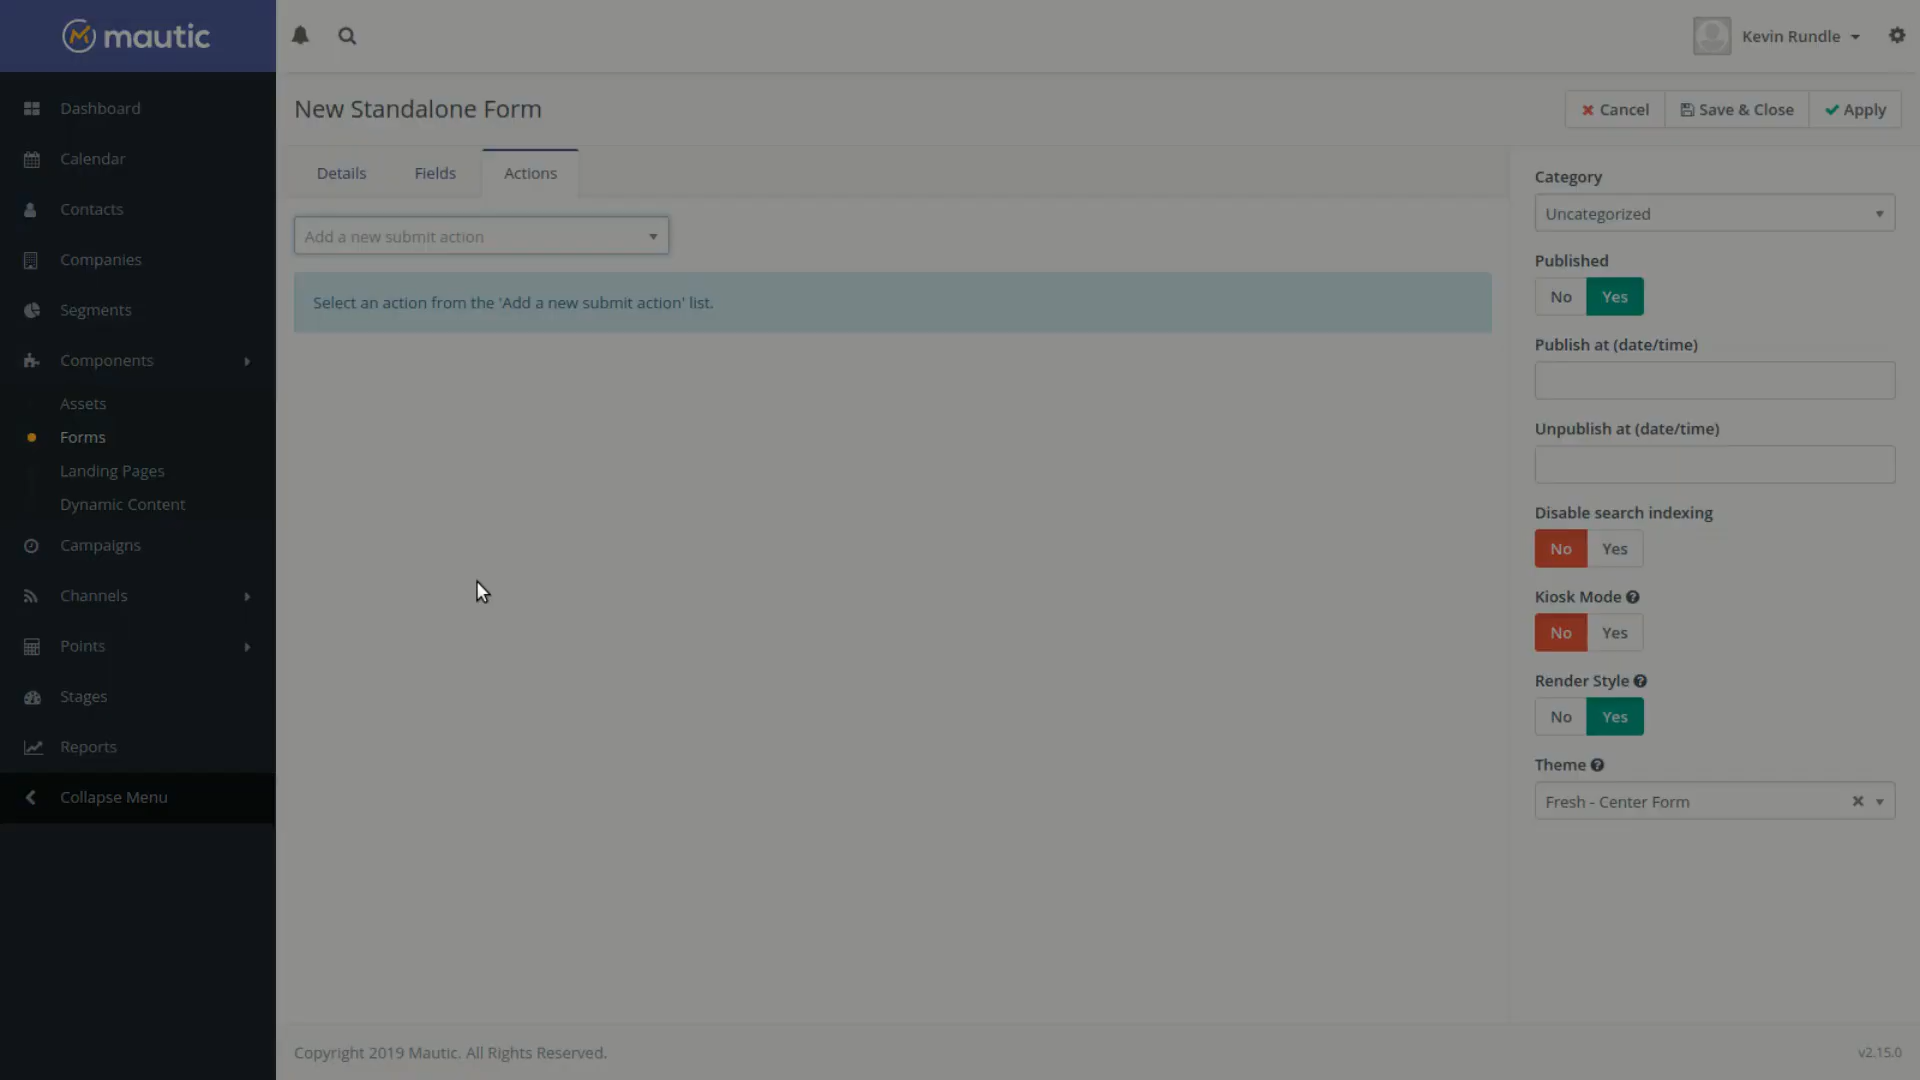 mautic
Kevin Rundle
Dashboard
Calendar
Contacts
Companies
Segments
Components
Assets
Forms
Landing Pages
Dynamic Content
Campaigns
Channels
Points
Stages
Reports
Collapse Menu
New Standalone Form
Cancel
Save & Close
Apply
Details
Fields
Actions
Add a new submit action
Select an action from the 'Add a new submit action' list.
Category
Uncategorized
Published
No Yes
Publish at (date/time)
Unpublish at (date/time)
Disable search indexing
No Yes
Kiosk Mode
No Yes
Render Style
No Yes
Theme
Fresh - Center Form
Copyright 2019 Mautic. All Rights Reserved.
v2.15.0